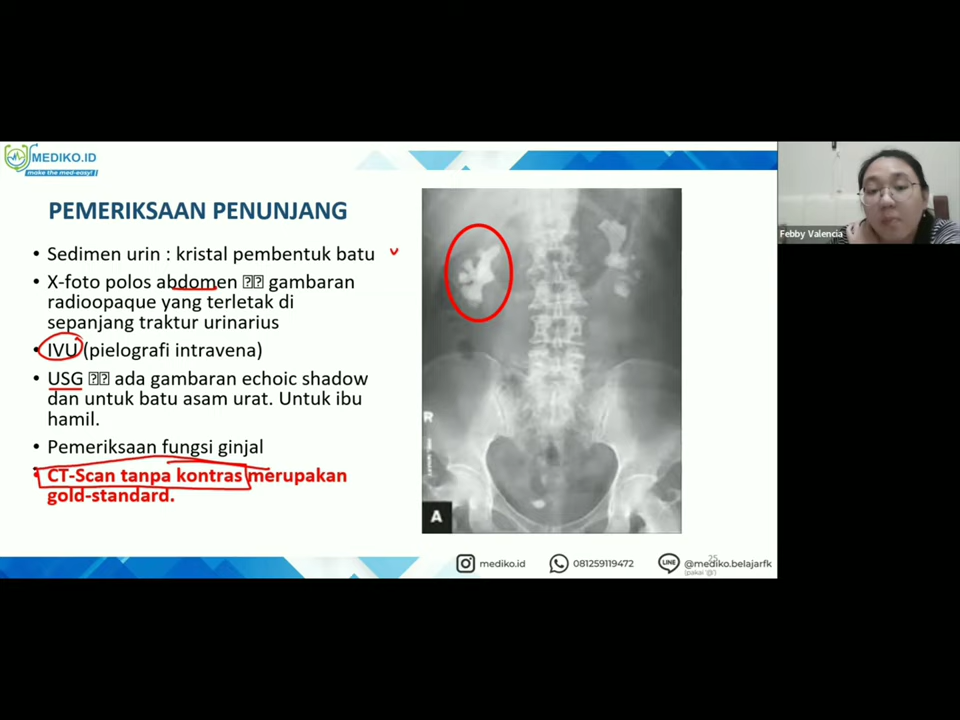 MEDIKO.ID
make the med-easy!
PEMERIKSAAN PENUNJANG
• Sedimen urin : kristal pembentuk batu
• X-foto polos abdomen gambaran
radioopaque yang terletak di
sepanjang traktur urinarius
• IVU (pielografi intravena)
• USG ada gambaran echoic shadow
dan untuk batu asam urat. Untuk ibu
hamil.
• Pemeriksaan fungsi ginjal
• CT-Scan tanpa kontras merupakan
gold-standard.
R
A
Febby Valencia
25
mediko.id
081259119472
LINE
@mediko.belajarfk
(pakai '@')